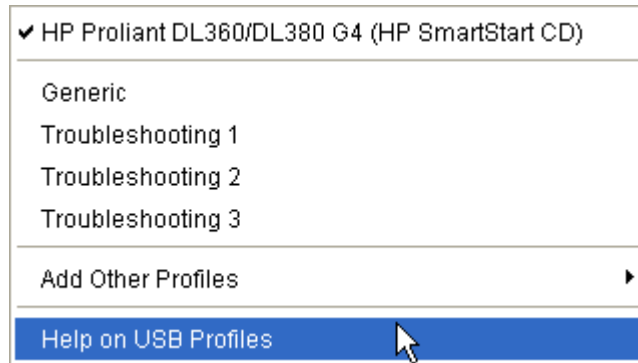 HP Proliant DL360/DL380 G4 (HP SmartStart CD)
Generic
Troubleshooting 1
Troubleshooting 2
Troubleshooting 3
Add Other Profiles
Help on USB Profiles